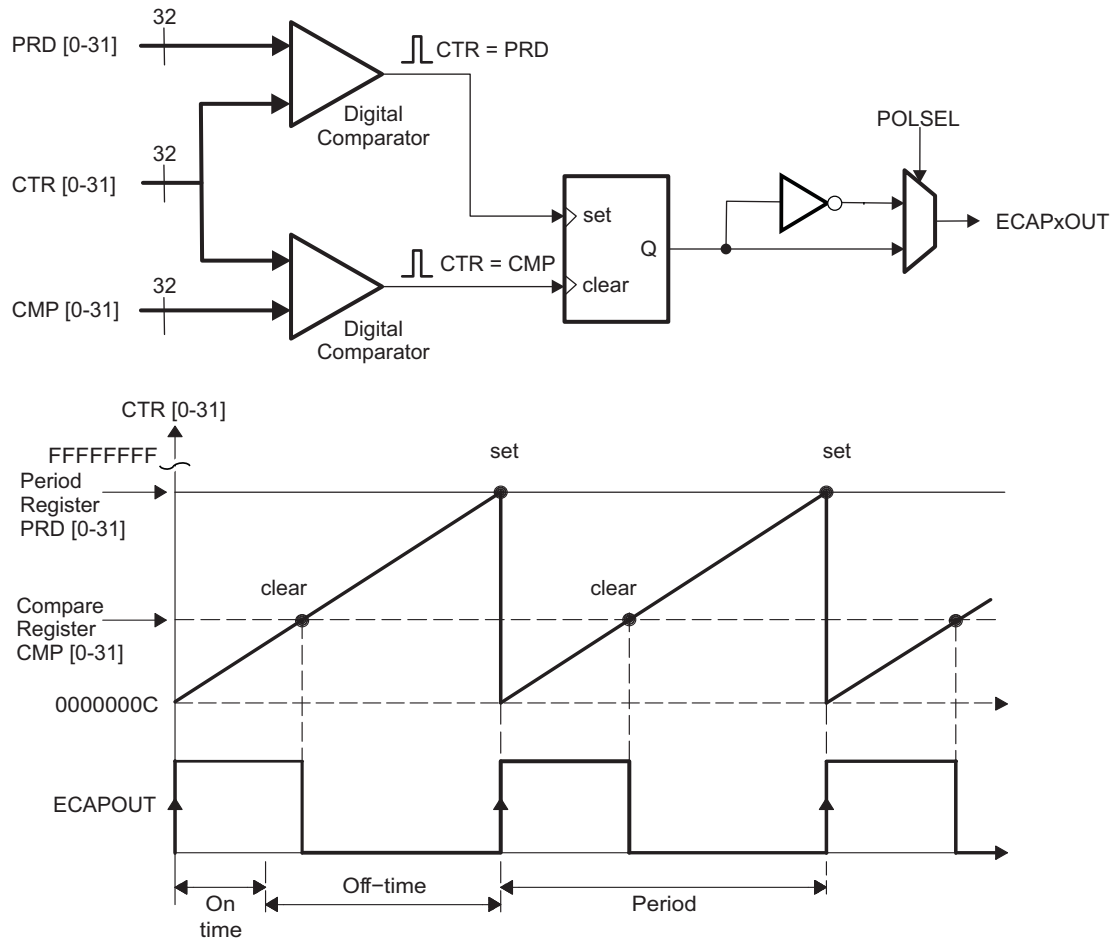 32
PRD [0-31]
CTR = PRD
Digital
Comparator
POLSEL
32
CTR [0-31]
set
Q
ECAPxOUT
CTR = CMP
clear
32
CMP [0-31]
Digital
Comparator
CTR [0-31]
FFFFFFFF
set
set
Period
Register
PRD [0-31]
clear
clear
Compare
Register
CMP [0-31]
0000000C
ECAPOUT
Off−time
On
time
Period